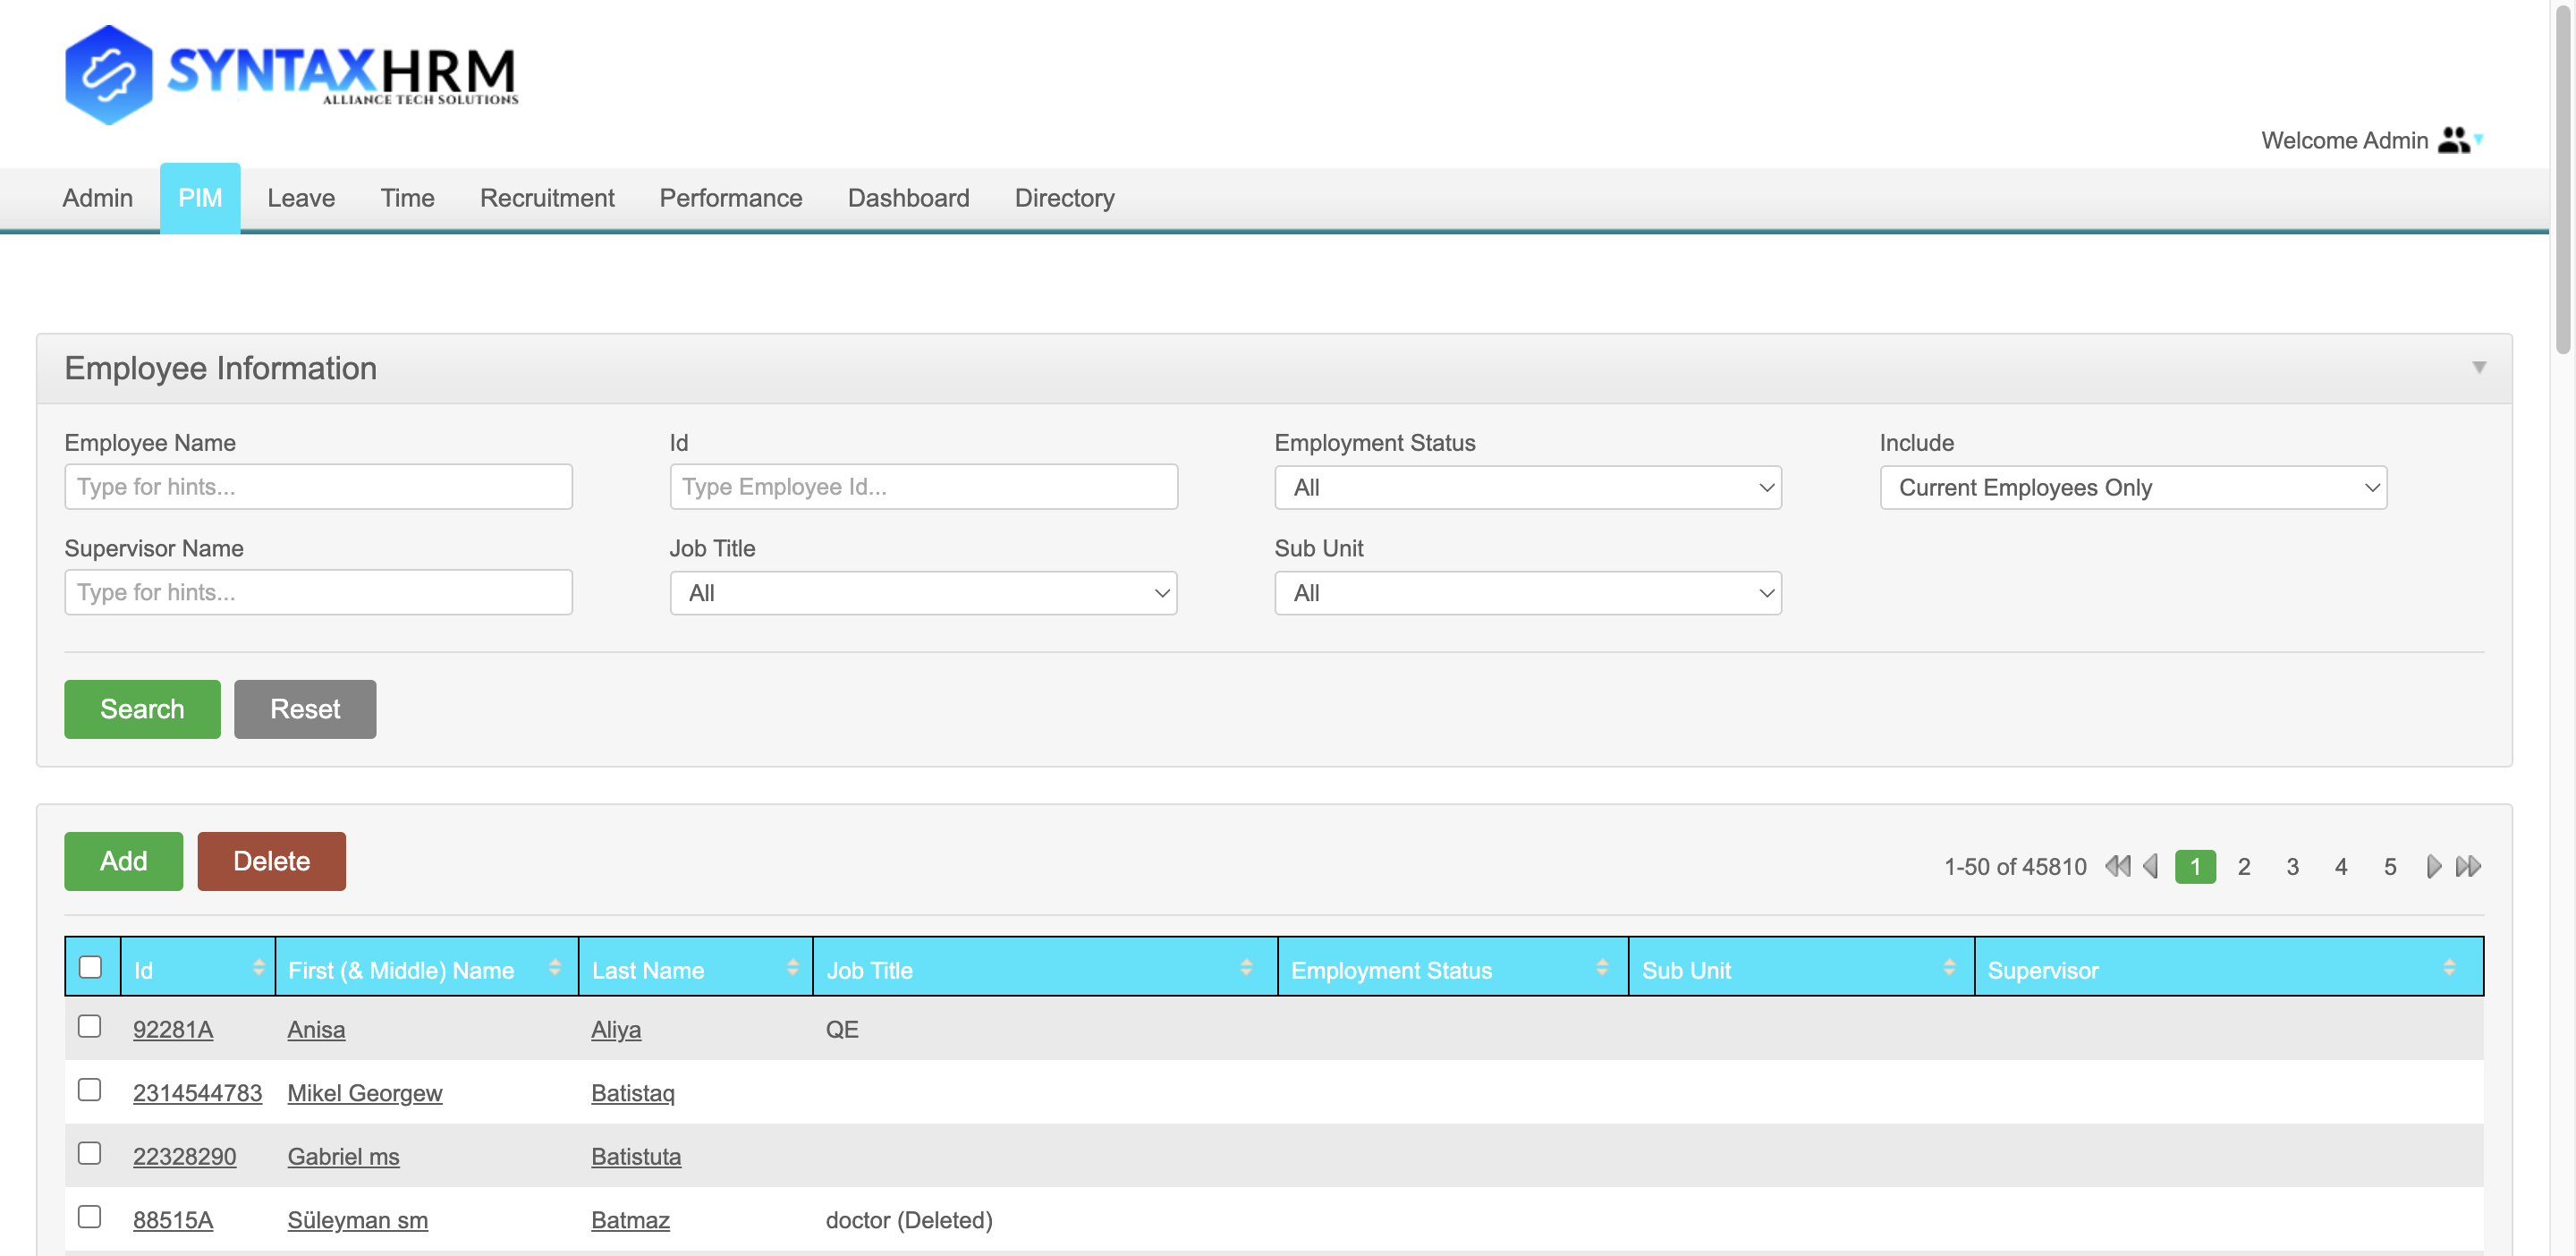 SYNTAXHRM
ALLIANCE TECH SOLUTIONS
Welcome Admin
Admin PIM Leave Time Recruitment Performance Dashboard Directory
Employee Information
Employee Name Id Employment Status Include
Type for hints... Type Employee Id... All Current Employees Only
Supervisor Name Job Title Sub Unit
Type for hints... All All
Search Reset
Add Delete
1-50 of 45810 1 2 3 4 5
Id First (& Middle) Name Last Name Job Title Employment Status Sub Unit Supervisor
92281A Anisa Aliya QE
2314544783 Mikel Georgew Batistaq
22328290 Gabriel ms Batistuta
88515A Süleyman sm Batmaz doctor (Deleted)